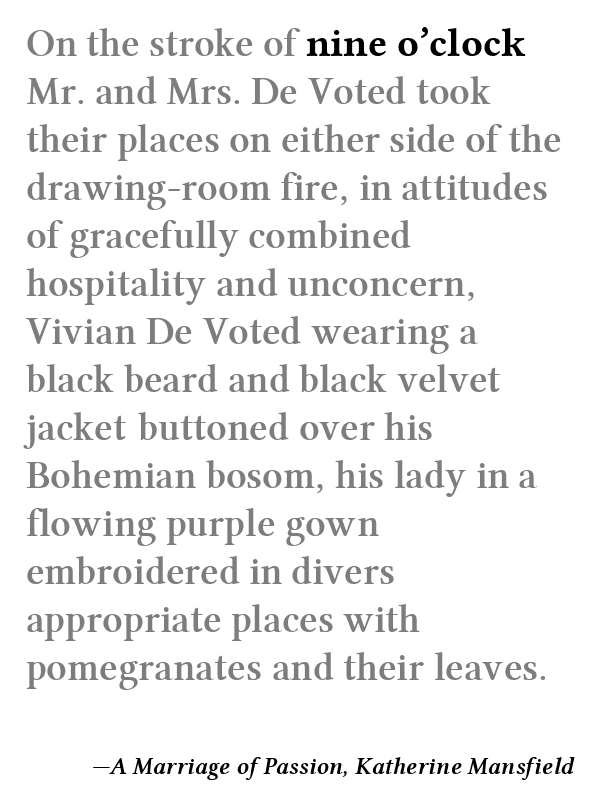 On the stroke of nine o’clock
Mr. and Mrs. De Voted took
their places on either side of the
drawing-room fire, in attitudes
of gracefully combined
hospitality and unconcern,
Vivian De Voted wearing a
black beard and black velvet
jacket buttoned over his
Bohemian bosom, his lady in a
flowing purple gown
embroidered in divers
appropriate places with
pomegranates and their leaves.
—A Marriage of Passion, Katherine Mansfield